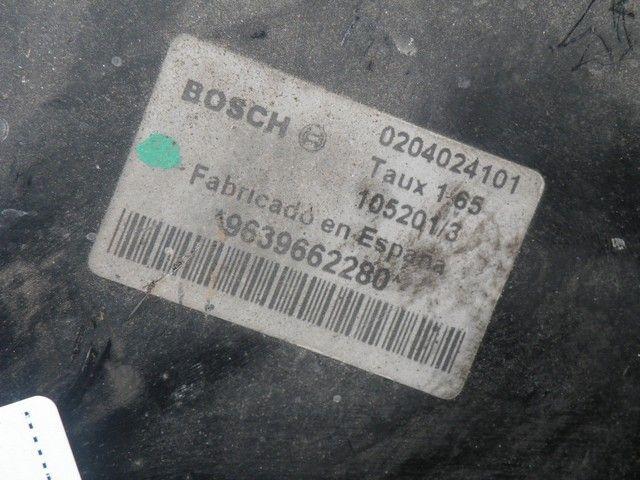 BOSCH 0204024101
Taux 1.65
105201/3
Fabricado en España
*9639662280*